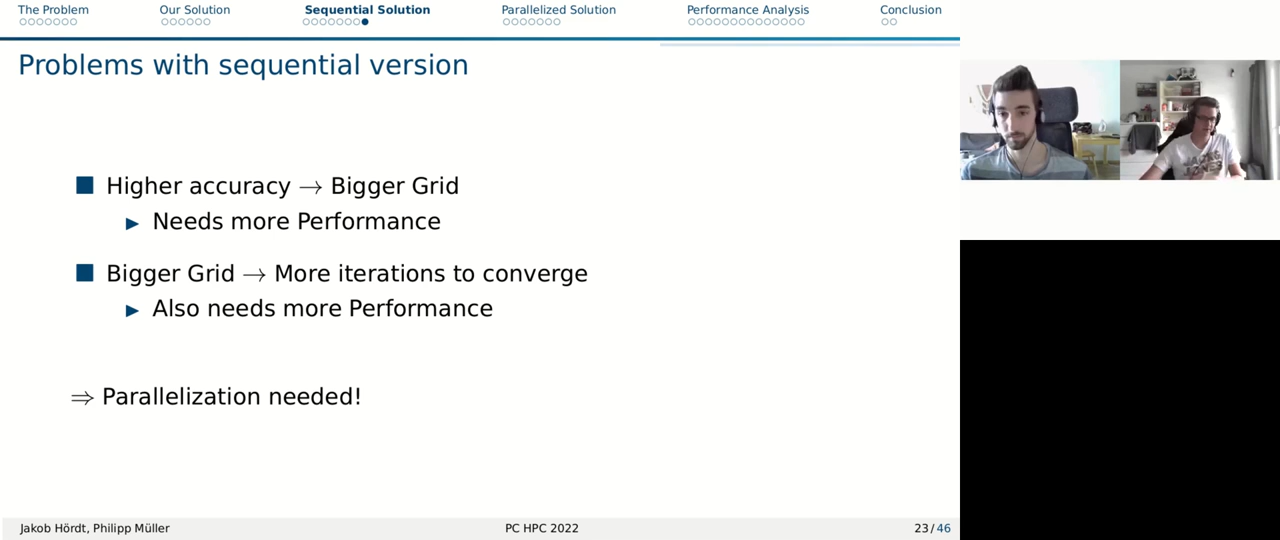 The Problem Our Solution Sequential Solution Parallelized Solution Performance Analysis Conclusion
Problems with sequential version
Higher accuracy → Bigger Grid
Needs more Performance
Bigger Grid → More iterations to converge
Also needs more Performance
⇒ Parallelization needed!
Jakob Hördt, Philipp Müller PC HPC 2022 23 / 46